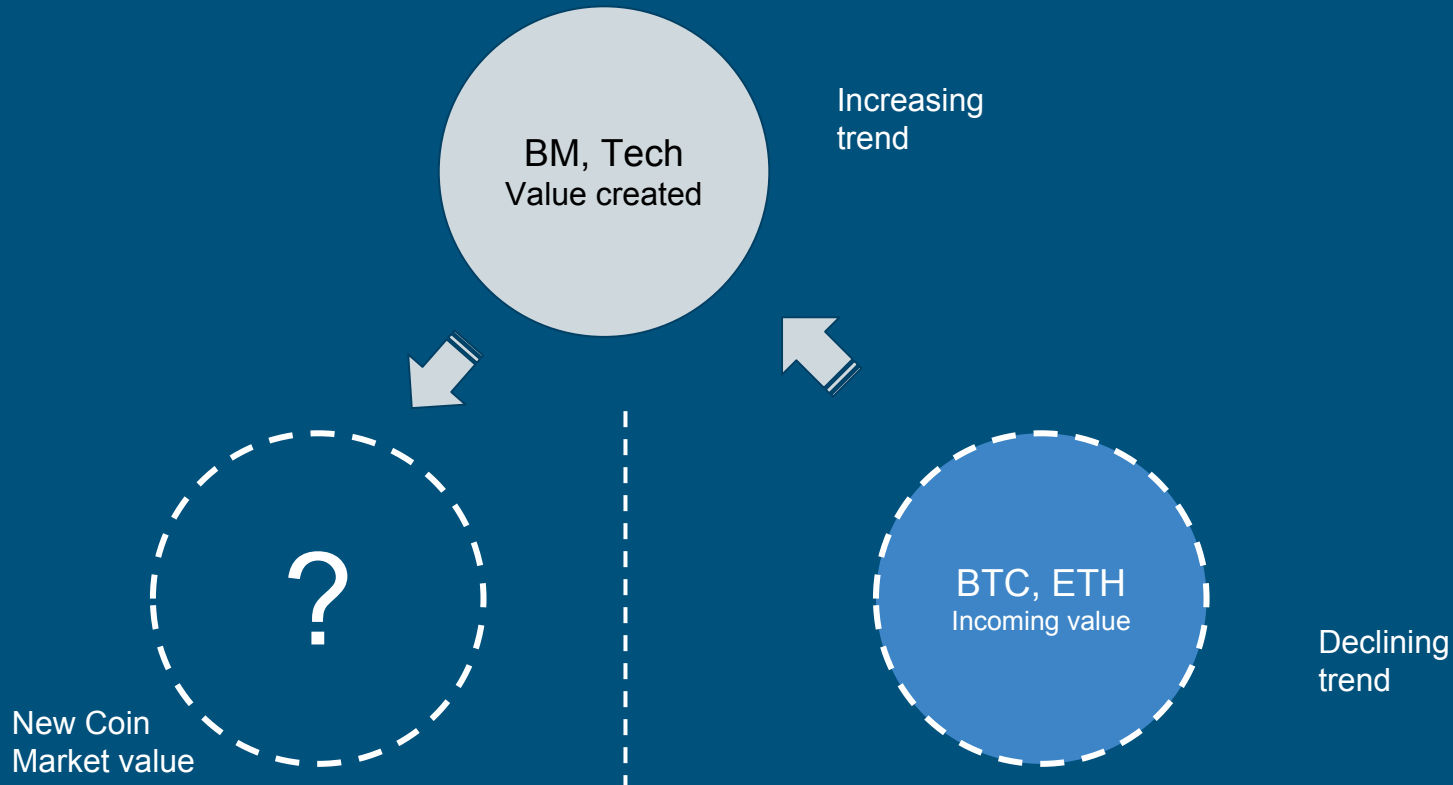 BM, Tech
Value created
Increasing
trend
?
New Coin
Market value
BTC, ETH
Incoming value
Declining
trend